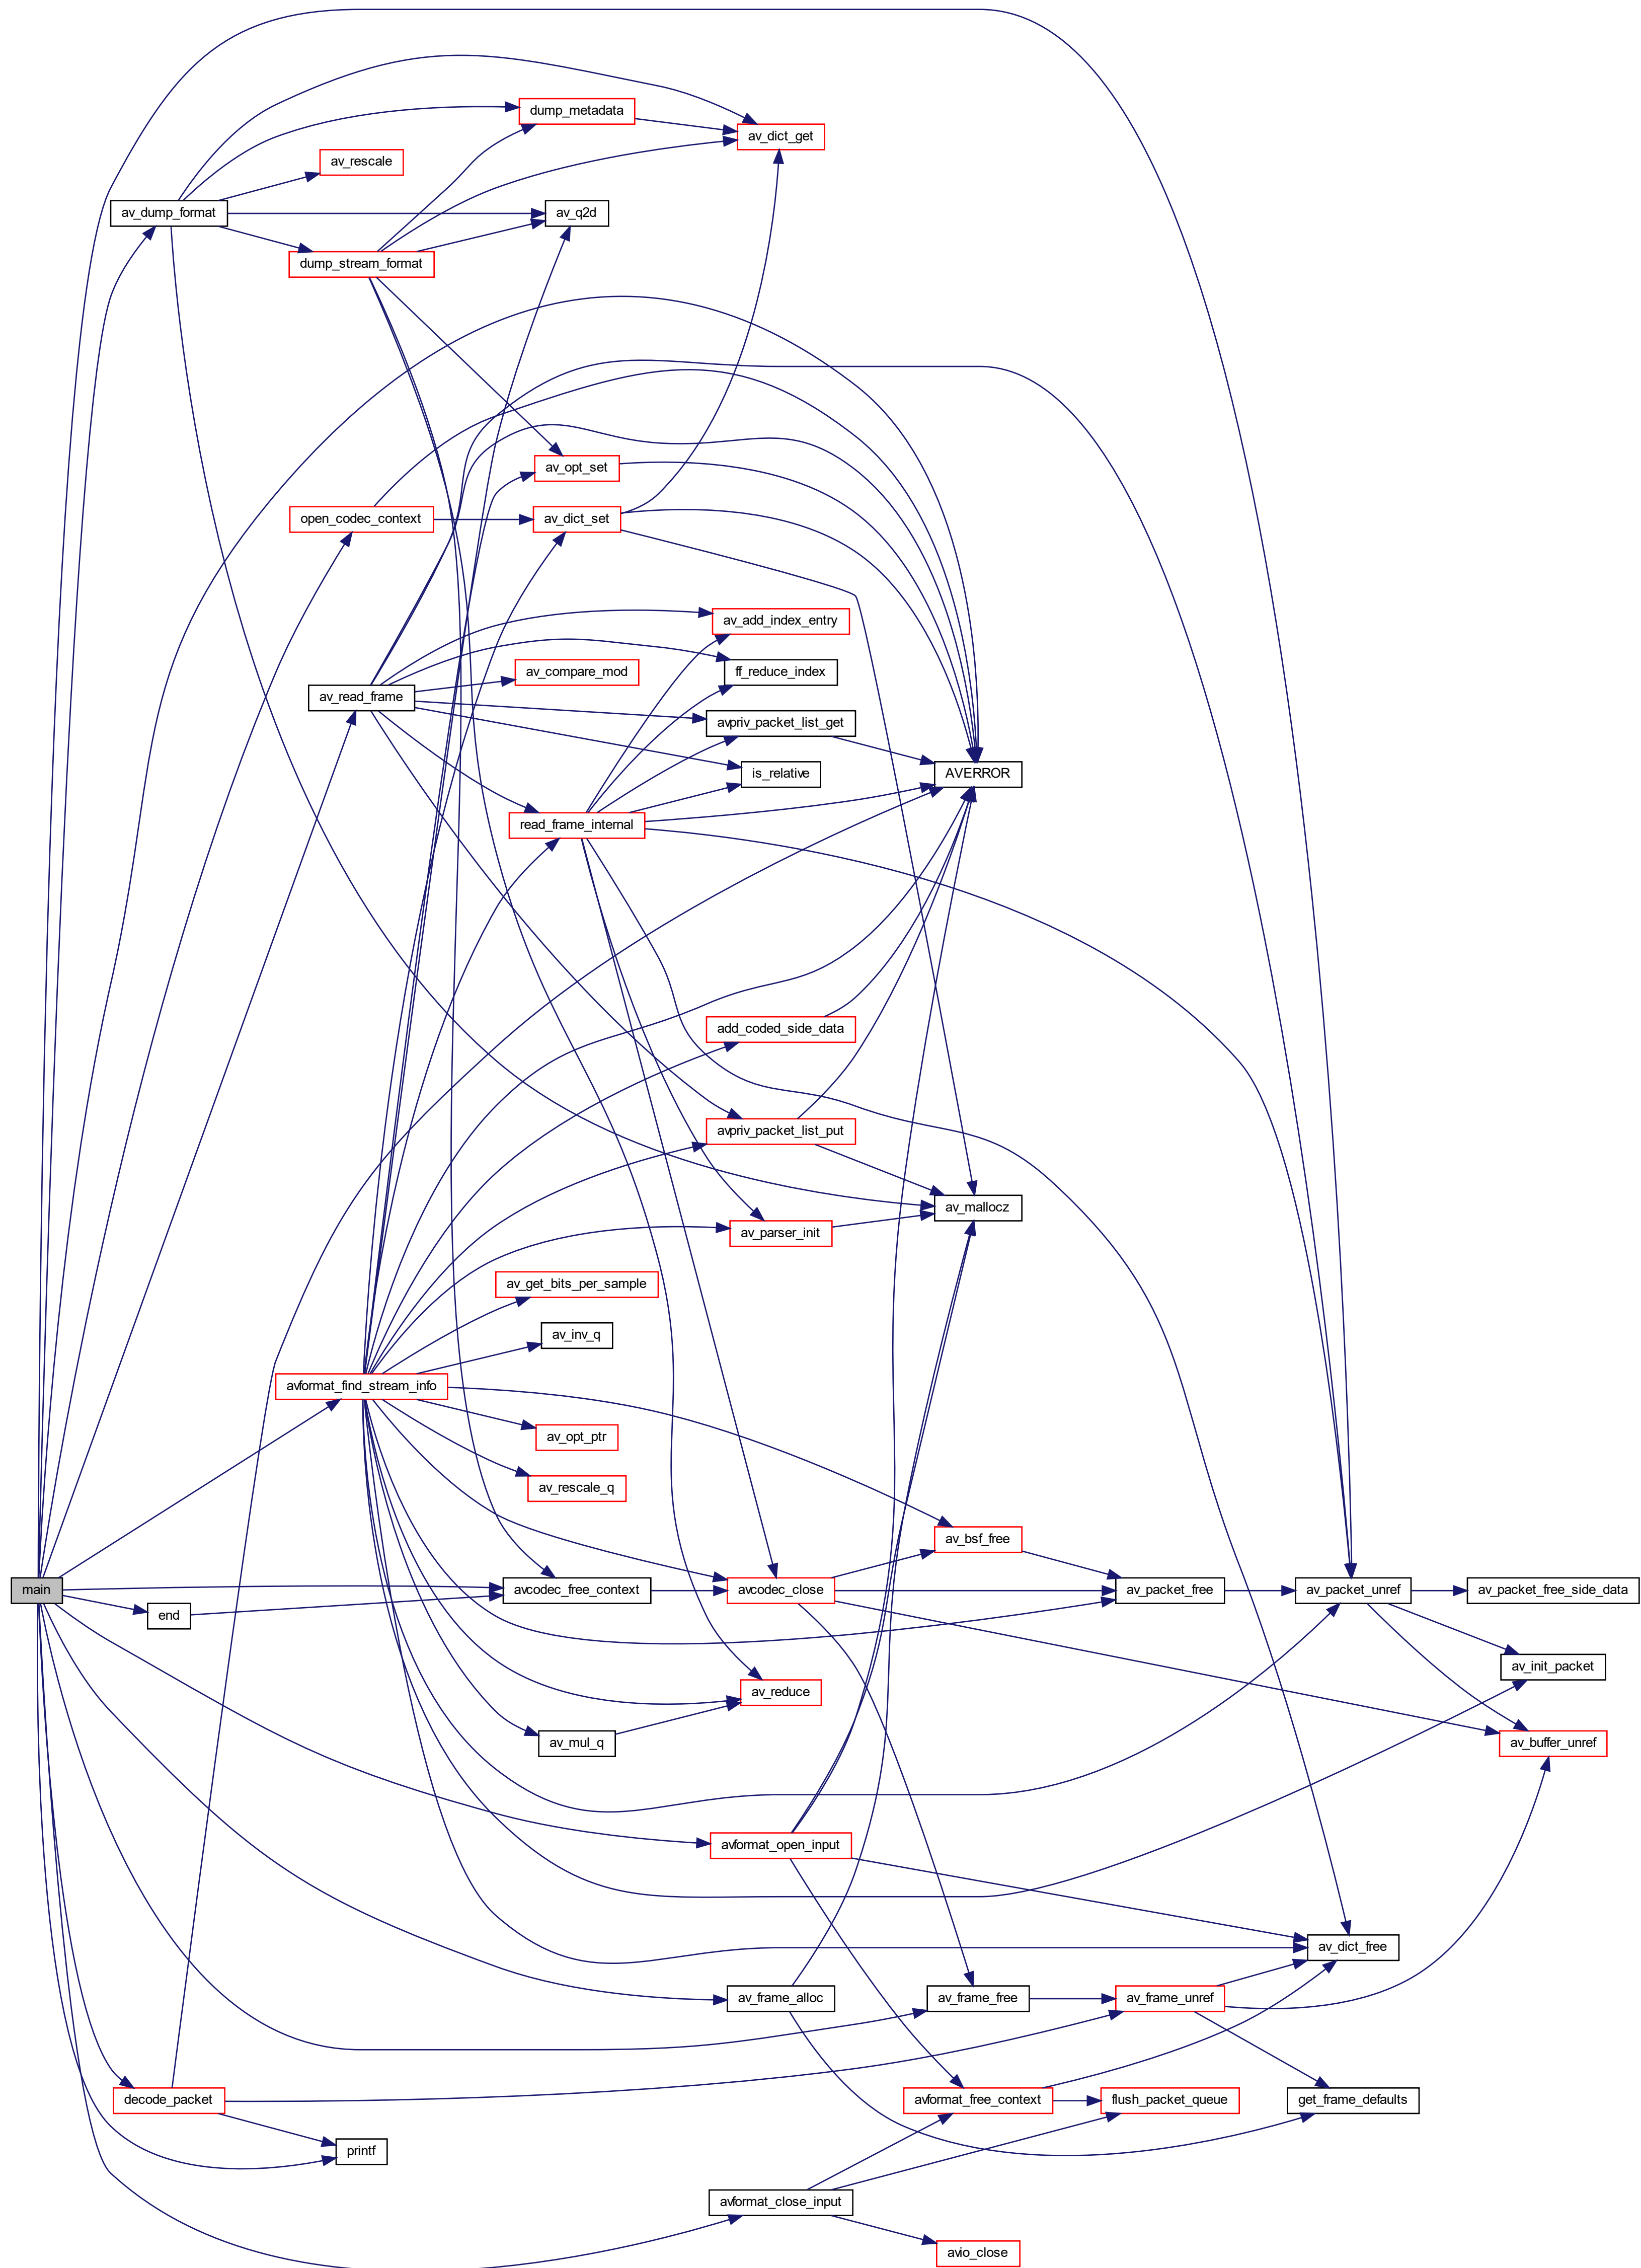 dump_metadata
av_dict_get
av_rescale
av_dump_format
av_q2d
dump_stream_format
av_opt_set
open_codec_context
av_dict_set
av_add_index_entry
av_compare_mod
ff_reduce_index
av_read_frame
avpriv_packet_list_get
is_relative
AVERROR
read_frame_internal
add_coded_side_data
avpriv_packet_list_put
av_mallocz
av_parser_init
av_get_bits_per_sample
av_inv_q
avformat_find_stream_info
av_opt_ptr
av_rescale_q
av_bsf_free
main
avcodec_free_context
avcodec_close
av_packet_free
av_packet_unref
av_packet_free_side_data
end
av_init_packet
av_reduce
av_mul_q
av_buffer_unref
avformat_open_input
av_dict_free
av_frame_alloc
av_frame_free
av_frame_unref
decode_packet
avformat_free_context
flush_packet_queue
get_frame_defaults
printf
avformat_close_input
avio_close